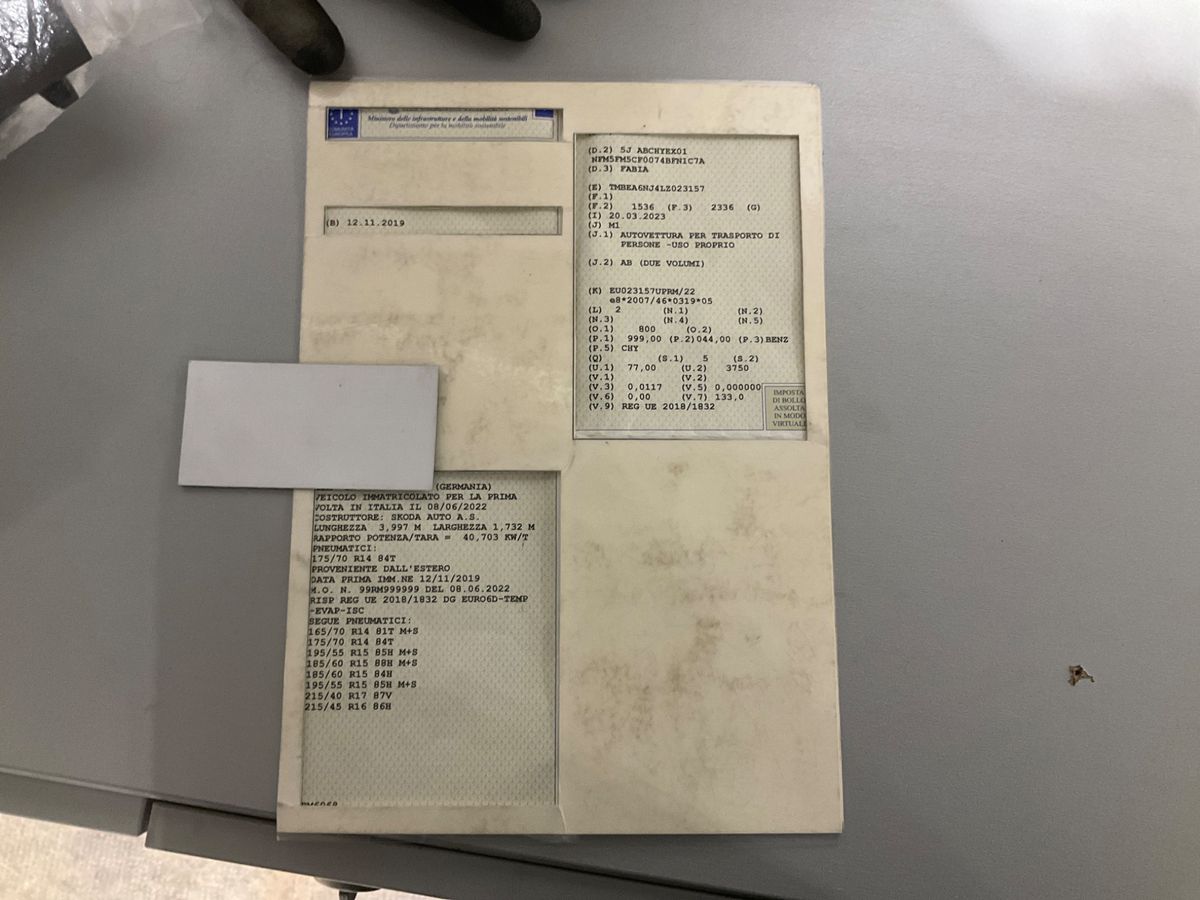 COMUNITÀ
EUROPEA
Ministero delle infrastrutture e della mobilità sostenibili
Dipartimento per la mobilità sostenibile
(B) 12.11.2019
(GERMANIA)
VEICOLO IMMATRICOLATO PER LA PRIMA
VOLTA IN ITALIA IL 08/06/2022
COSTRUTTORE: SKODA AUTO A.S.
LUNGHEZZA 3,997 M LARGHEZZA 1,732 M
RAPPORTO POTENZA/TARA = 40,703 KW/T
PNEUMATICI:
175/70 R14 84T
PROVENIENTE DALL'ESTERO
DATA PRIMA IMM.NE 12/11/2019
M.O. N. 99RM999999 DEL 08.06.2022
RISP REG UE 2018/1832 DG EURO6D-TEMP
-EVAP-ISC
SEGUE PNEUMATICI:
165/70 R14 81T M+S
175/70 R14 84T
195/55 R15 85H M+S
185/60 R15 88H M+S
185/60 R15 84H
195/55 R15 85H M+S
215/40 R17 87V
215/45 R16 86H
(D.2) 5J ABCHYEX01
NFM5FM5CF0074BFN1C7A
(D.3) FABIA
(E) TMBEA6NJ4LZ023157
(F.1)
(F.2) 1536 (F.3) 2336 (G)
(I) 20.03.2023
(J) M1
(J.1) AUTOVETTURA PER TRASPORTO DI
PERSONE -USO PROPRIO
(J.2) AB (DUE VOLUMI)
(K) EU023157UPRM/22
e8*2007/46*0319*05
(L) 2 (N.1) (N.2)
(N.3) (N.4) (N.5)
(O.1) 800 (O.2)
(P.1) 999,00 (P.2)044,00 (P.3)BENZ
(P.5) CHY
(Q) (S.1) 5 (S.2)
(U.1) 77,00 (U.2) 3750
(V.1) (V.2)
(V.3) 0,0117 (V.5) 0,000000
(V.6) 0,00 (V.7) 133,0
(V.9) REG UE 2018/1832
IMPOSTA
DI BOLLO
ASSOLTA
IN MODO
VIRTUALE